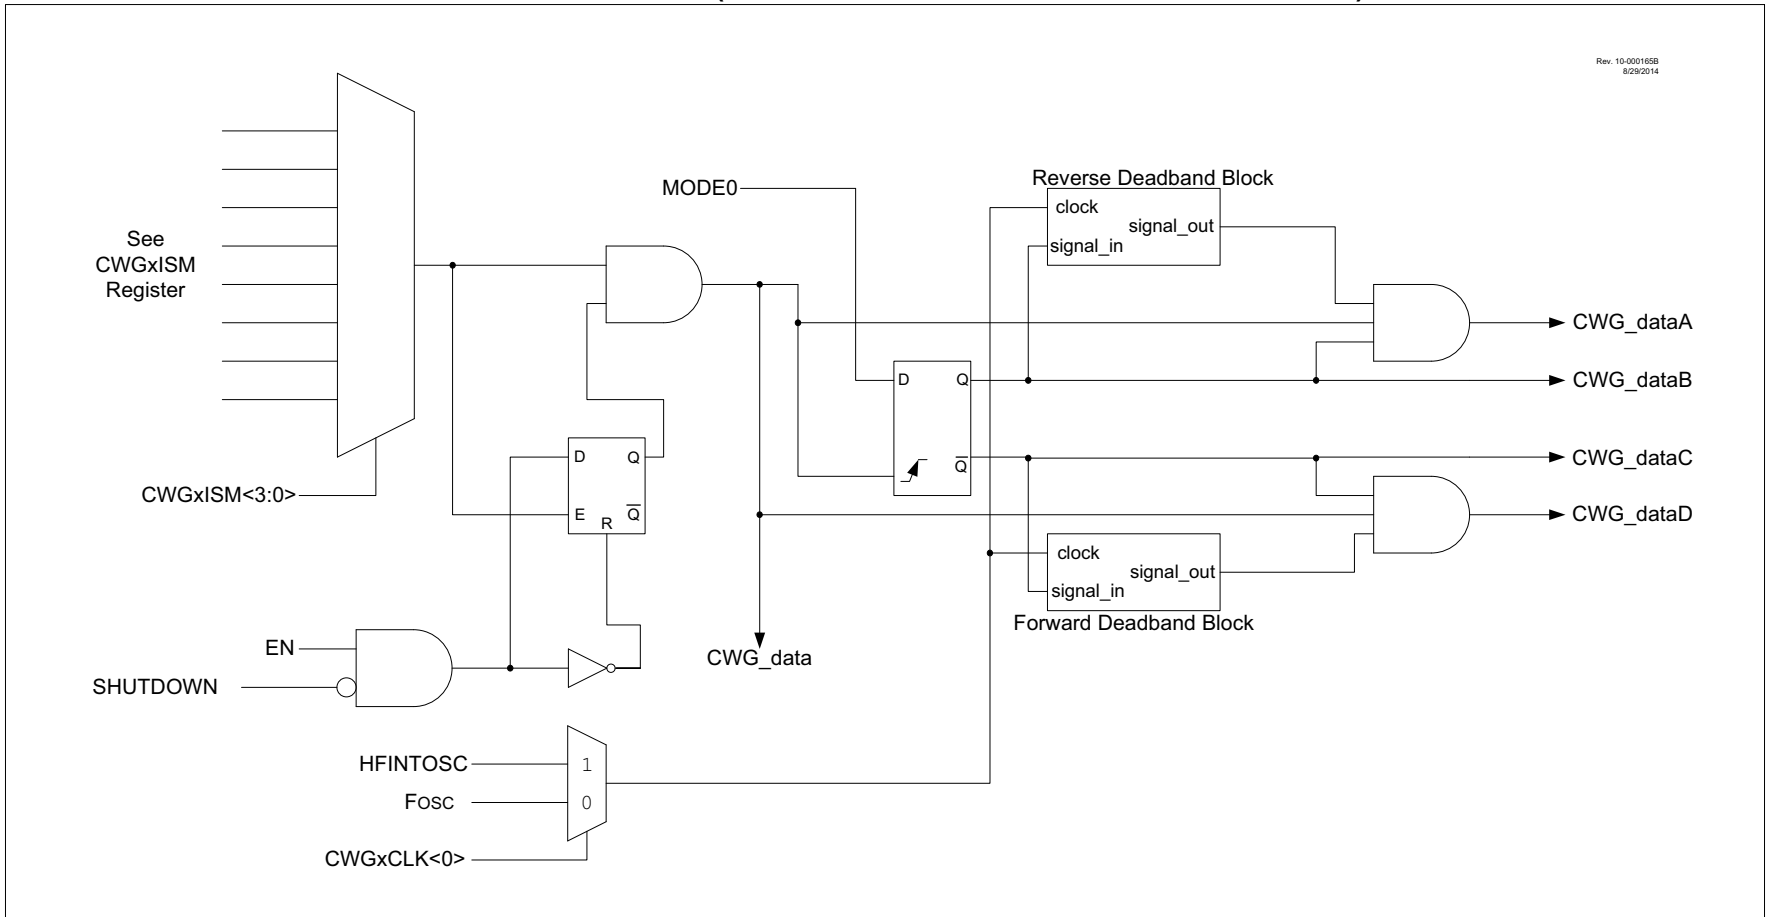 Rev. 10-000165B
8/29/2014
See
CWGxISM
Register
CWGxISM<3:0>
EN
SHUTDOWN
HFINTOSC
FOSC
CWGxCLK<0>
1
0
D
Q
E
R
Q
MODE0
CWG_data
D
Q
Q
Reverse Deadband Block
clock
signal_out
signal_in
clock
signal_out
signal_in
Forward Deadband Block
CWG_dataA
CWG_dataB
CWG_dataC
CWG_dataD